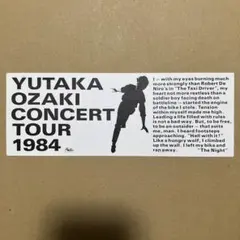 YUTAKA
OZAKI
CONCERT
TOUR
1984
I - with my eyes burning much
more strongly than Robert De
Niro's in "The Taxi Driver", my
heart not more restless than a
soldier boy facing death on
battleline - started the engine
of the bike I stole. Tension
within myself made me high.
Leading a life filled with rules
is not a bad way. But, so be free,
to be an outsider - that suits
me, man. I heard footsteps
approaching. "Hell with it!"
Like a hungry wolf, I climbed
up the wall. I left my bike and
ran away. "The Night"